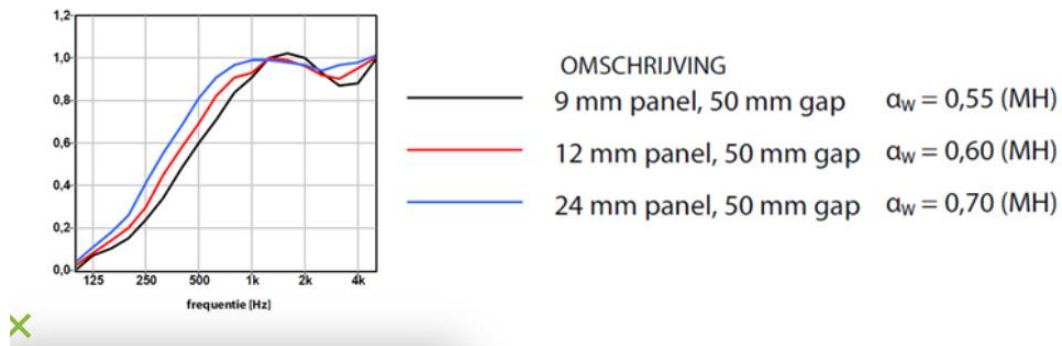 1,2
1,0
0,8
0,6
0,4
0,2
0,0
125 250 500 1k 2k 4k
frequentie [Hz]
OMSCHRIJVING
9 mm panel, 50 mm gap αw = 0,55 (MH)
12 mm panel, 50 mm gap αw = 0,60 (MH)
24 mm panel, 50 mm gap αw = 0,70 (MH)